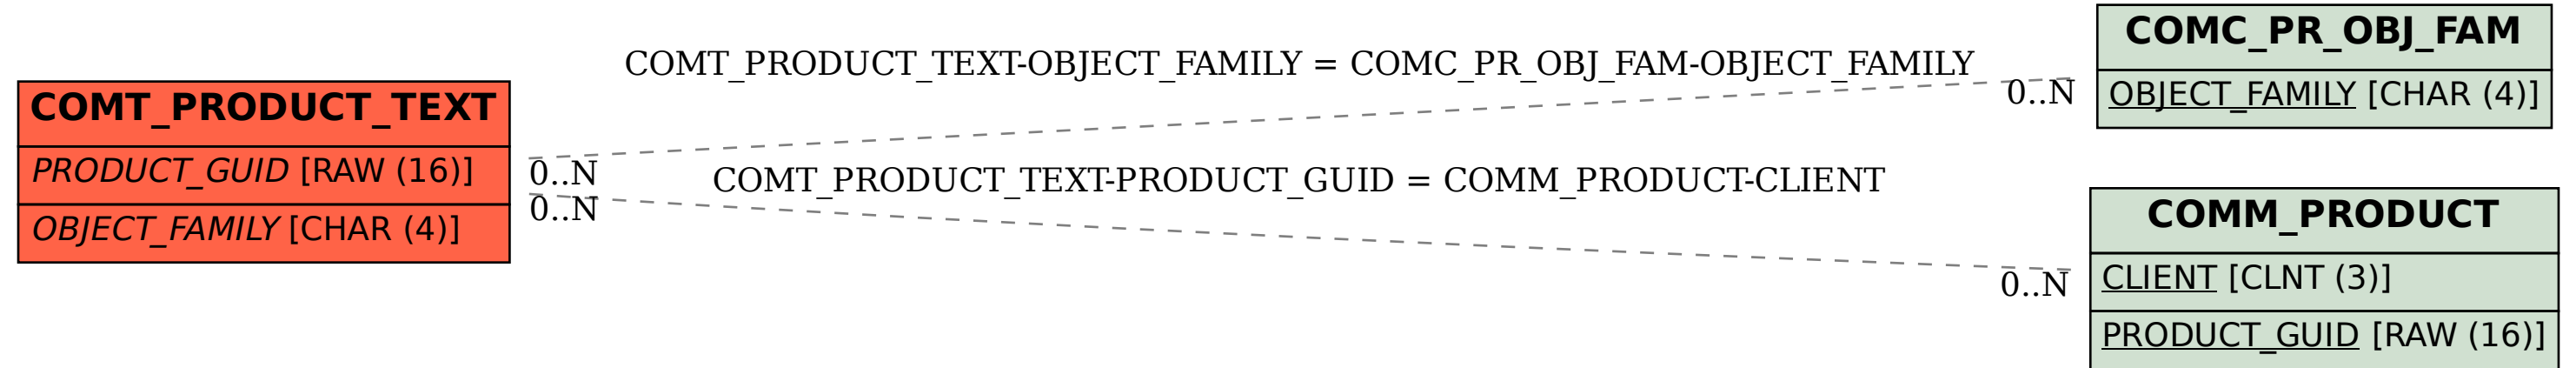 COMT_PRODUCT_TEXT
PRODUCT_GUID [RAW (16)]
OBJECT_FAMILY [CHAR (4)]
COMT_PRODUCT_TEXT-OBJECT_FAMILY = COMC_PR_OBJ_FAM-OBJECT_FAMILY
0..N
0..N
COMT_PRODUCT_TEXT-PRODUCT_GUID = COMM_PRODUCT-CLIENT
0..N
0..N
COMC_PR_OBJ_FAM
OBJECT_FAMILY [CHAR (4)]
COMM_PRODUCT
CLIENT [CLNT (3)]
PRODUCT_GUID [RAW (16)]